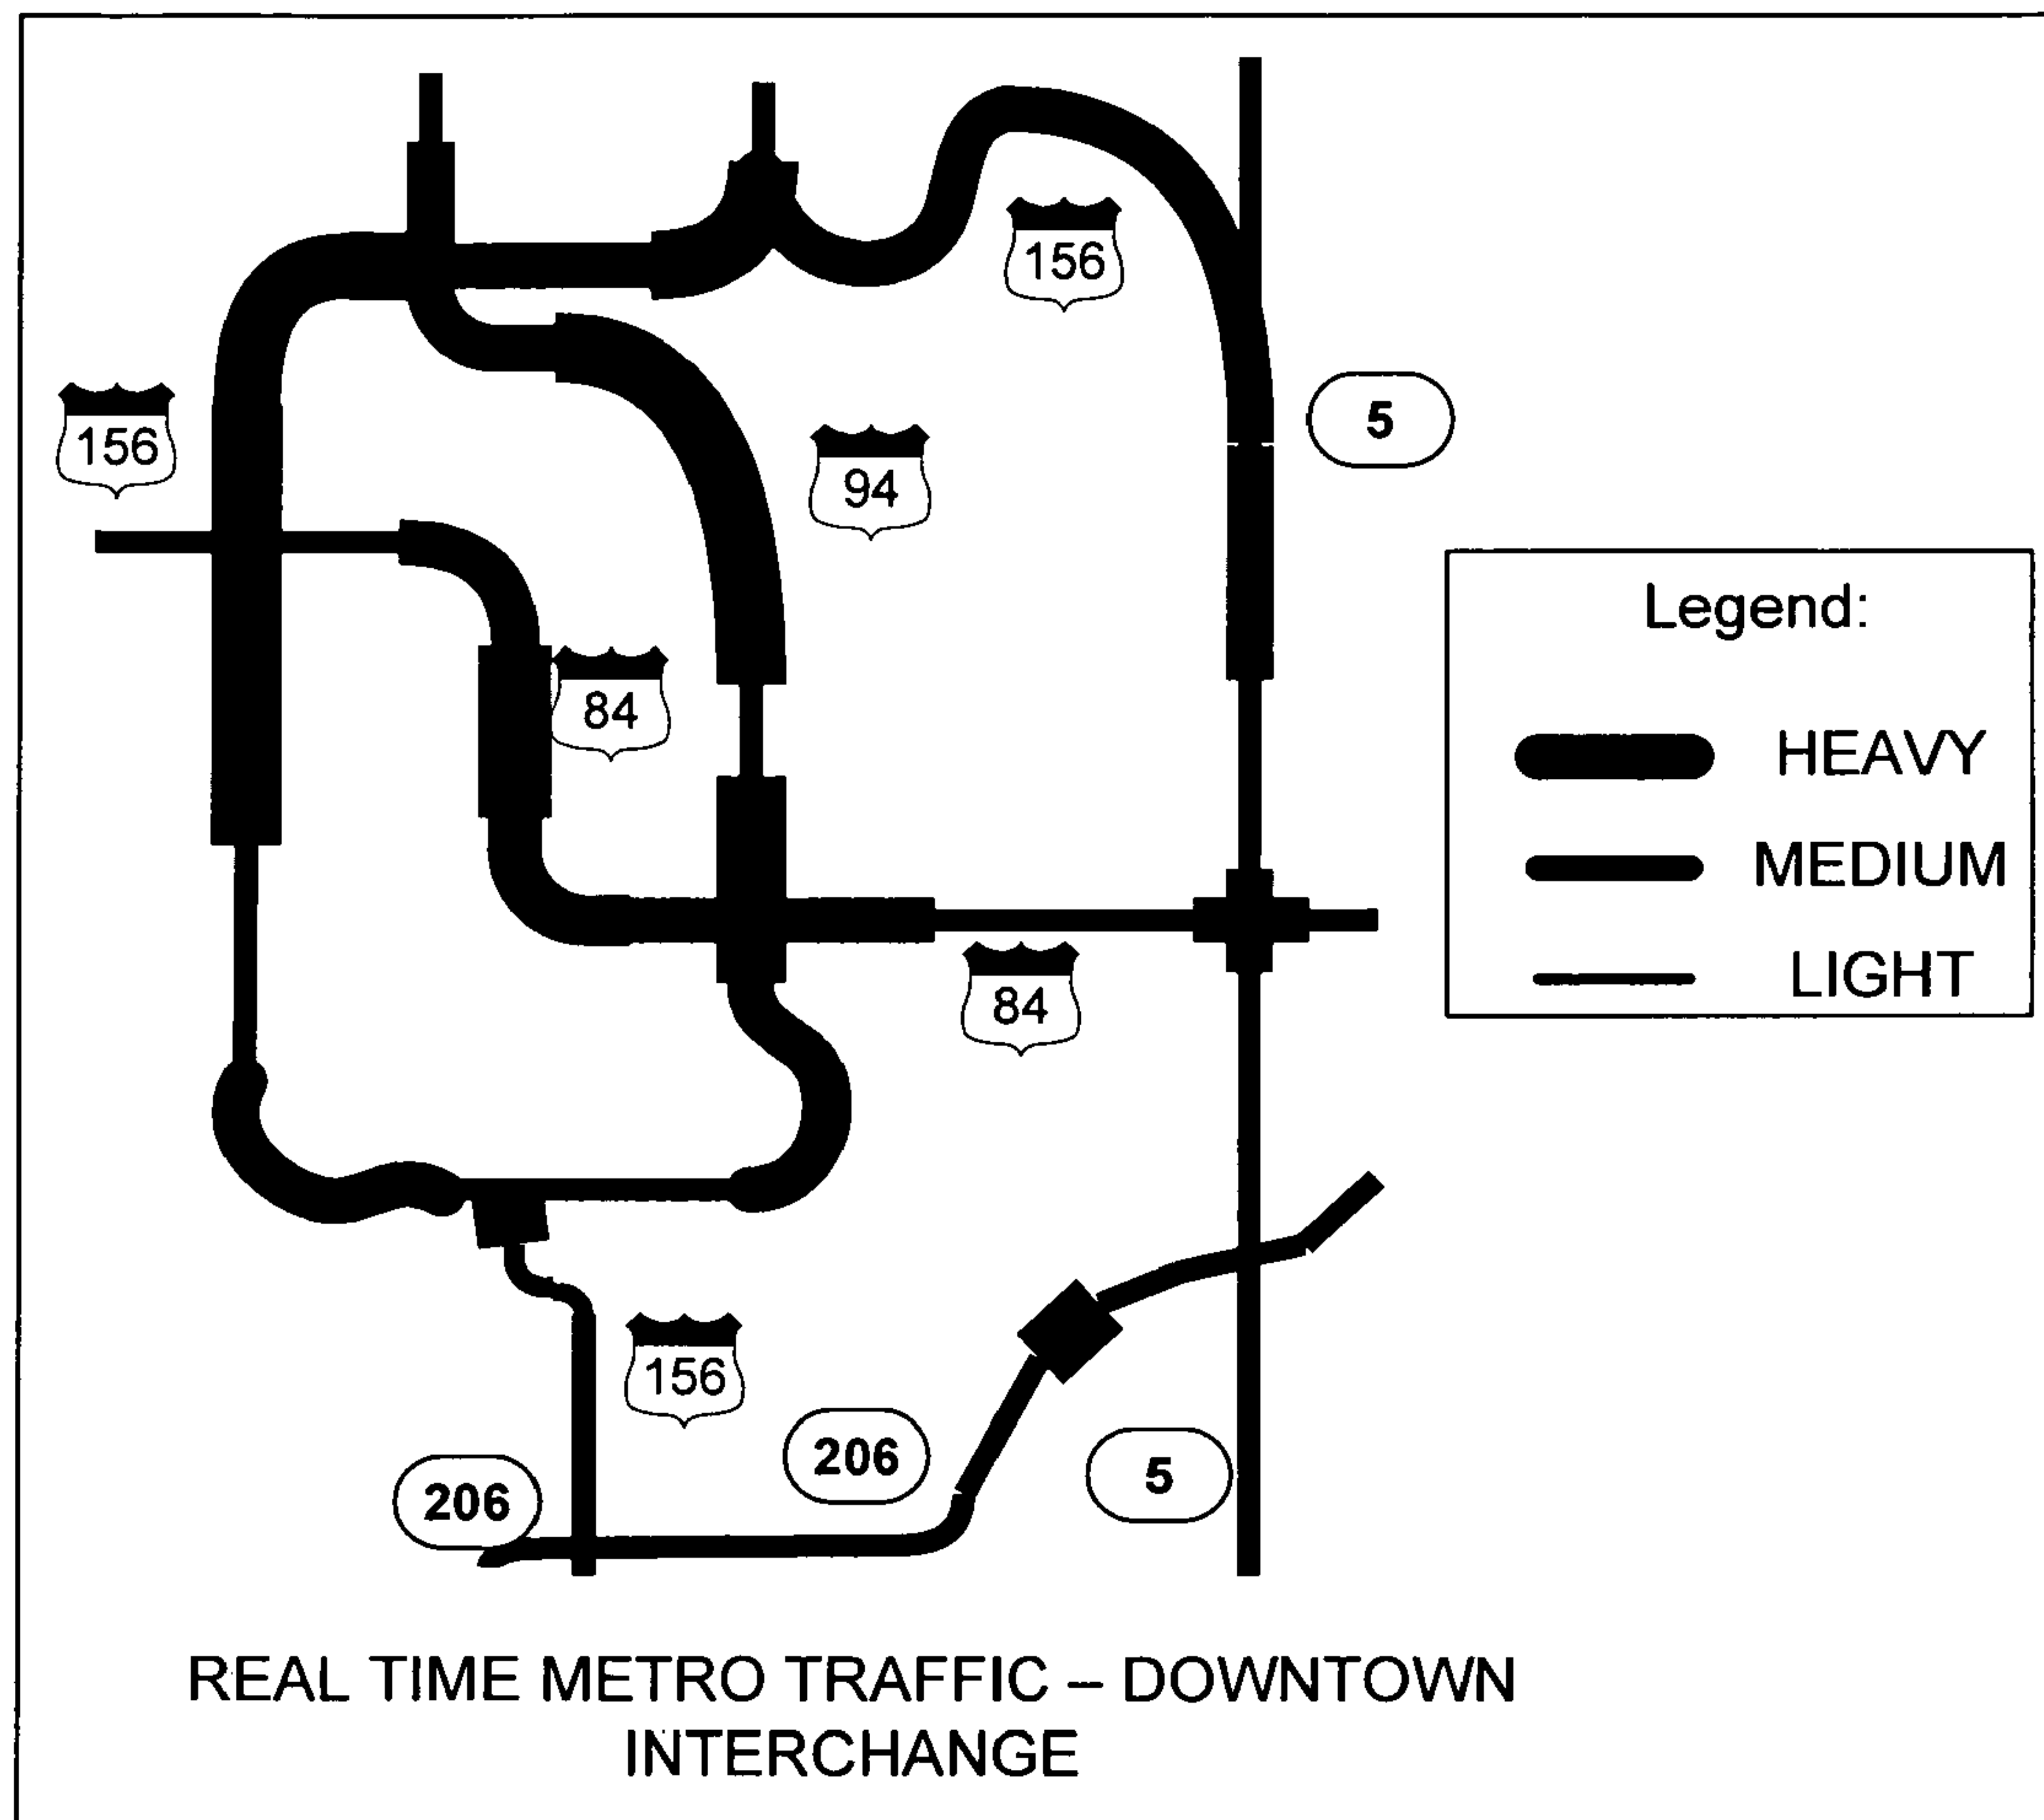 156
5
156
94
Legend:
84
HEAVY
MEDIUM
LIGHT
84
156
206
5
206
REAL TIME METRO TRAFFIC – DOWNTOWN
INTERCHANGE